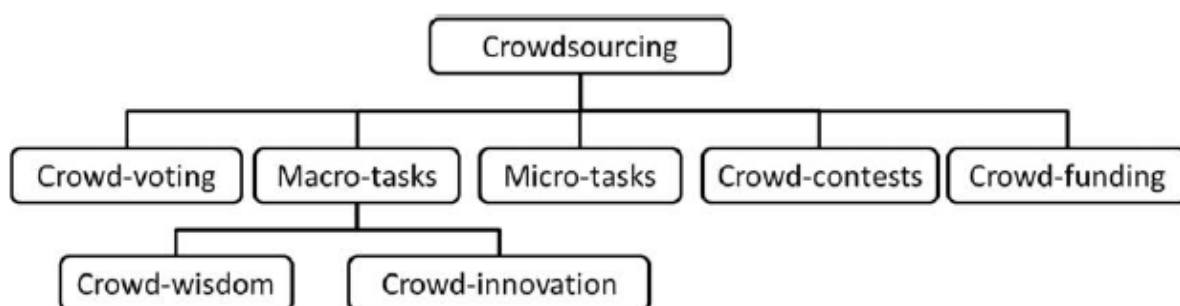 Crowdsourcing
Crowd-voting
Macro-tasks
Micro-tasks
Crowd-contests
Crowd-funding
Crowd-wisdom
Crowd-innovation